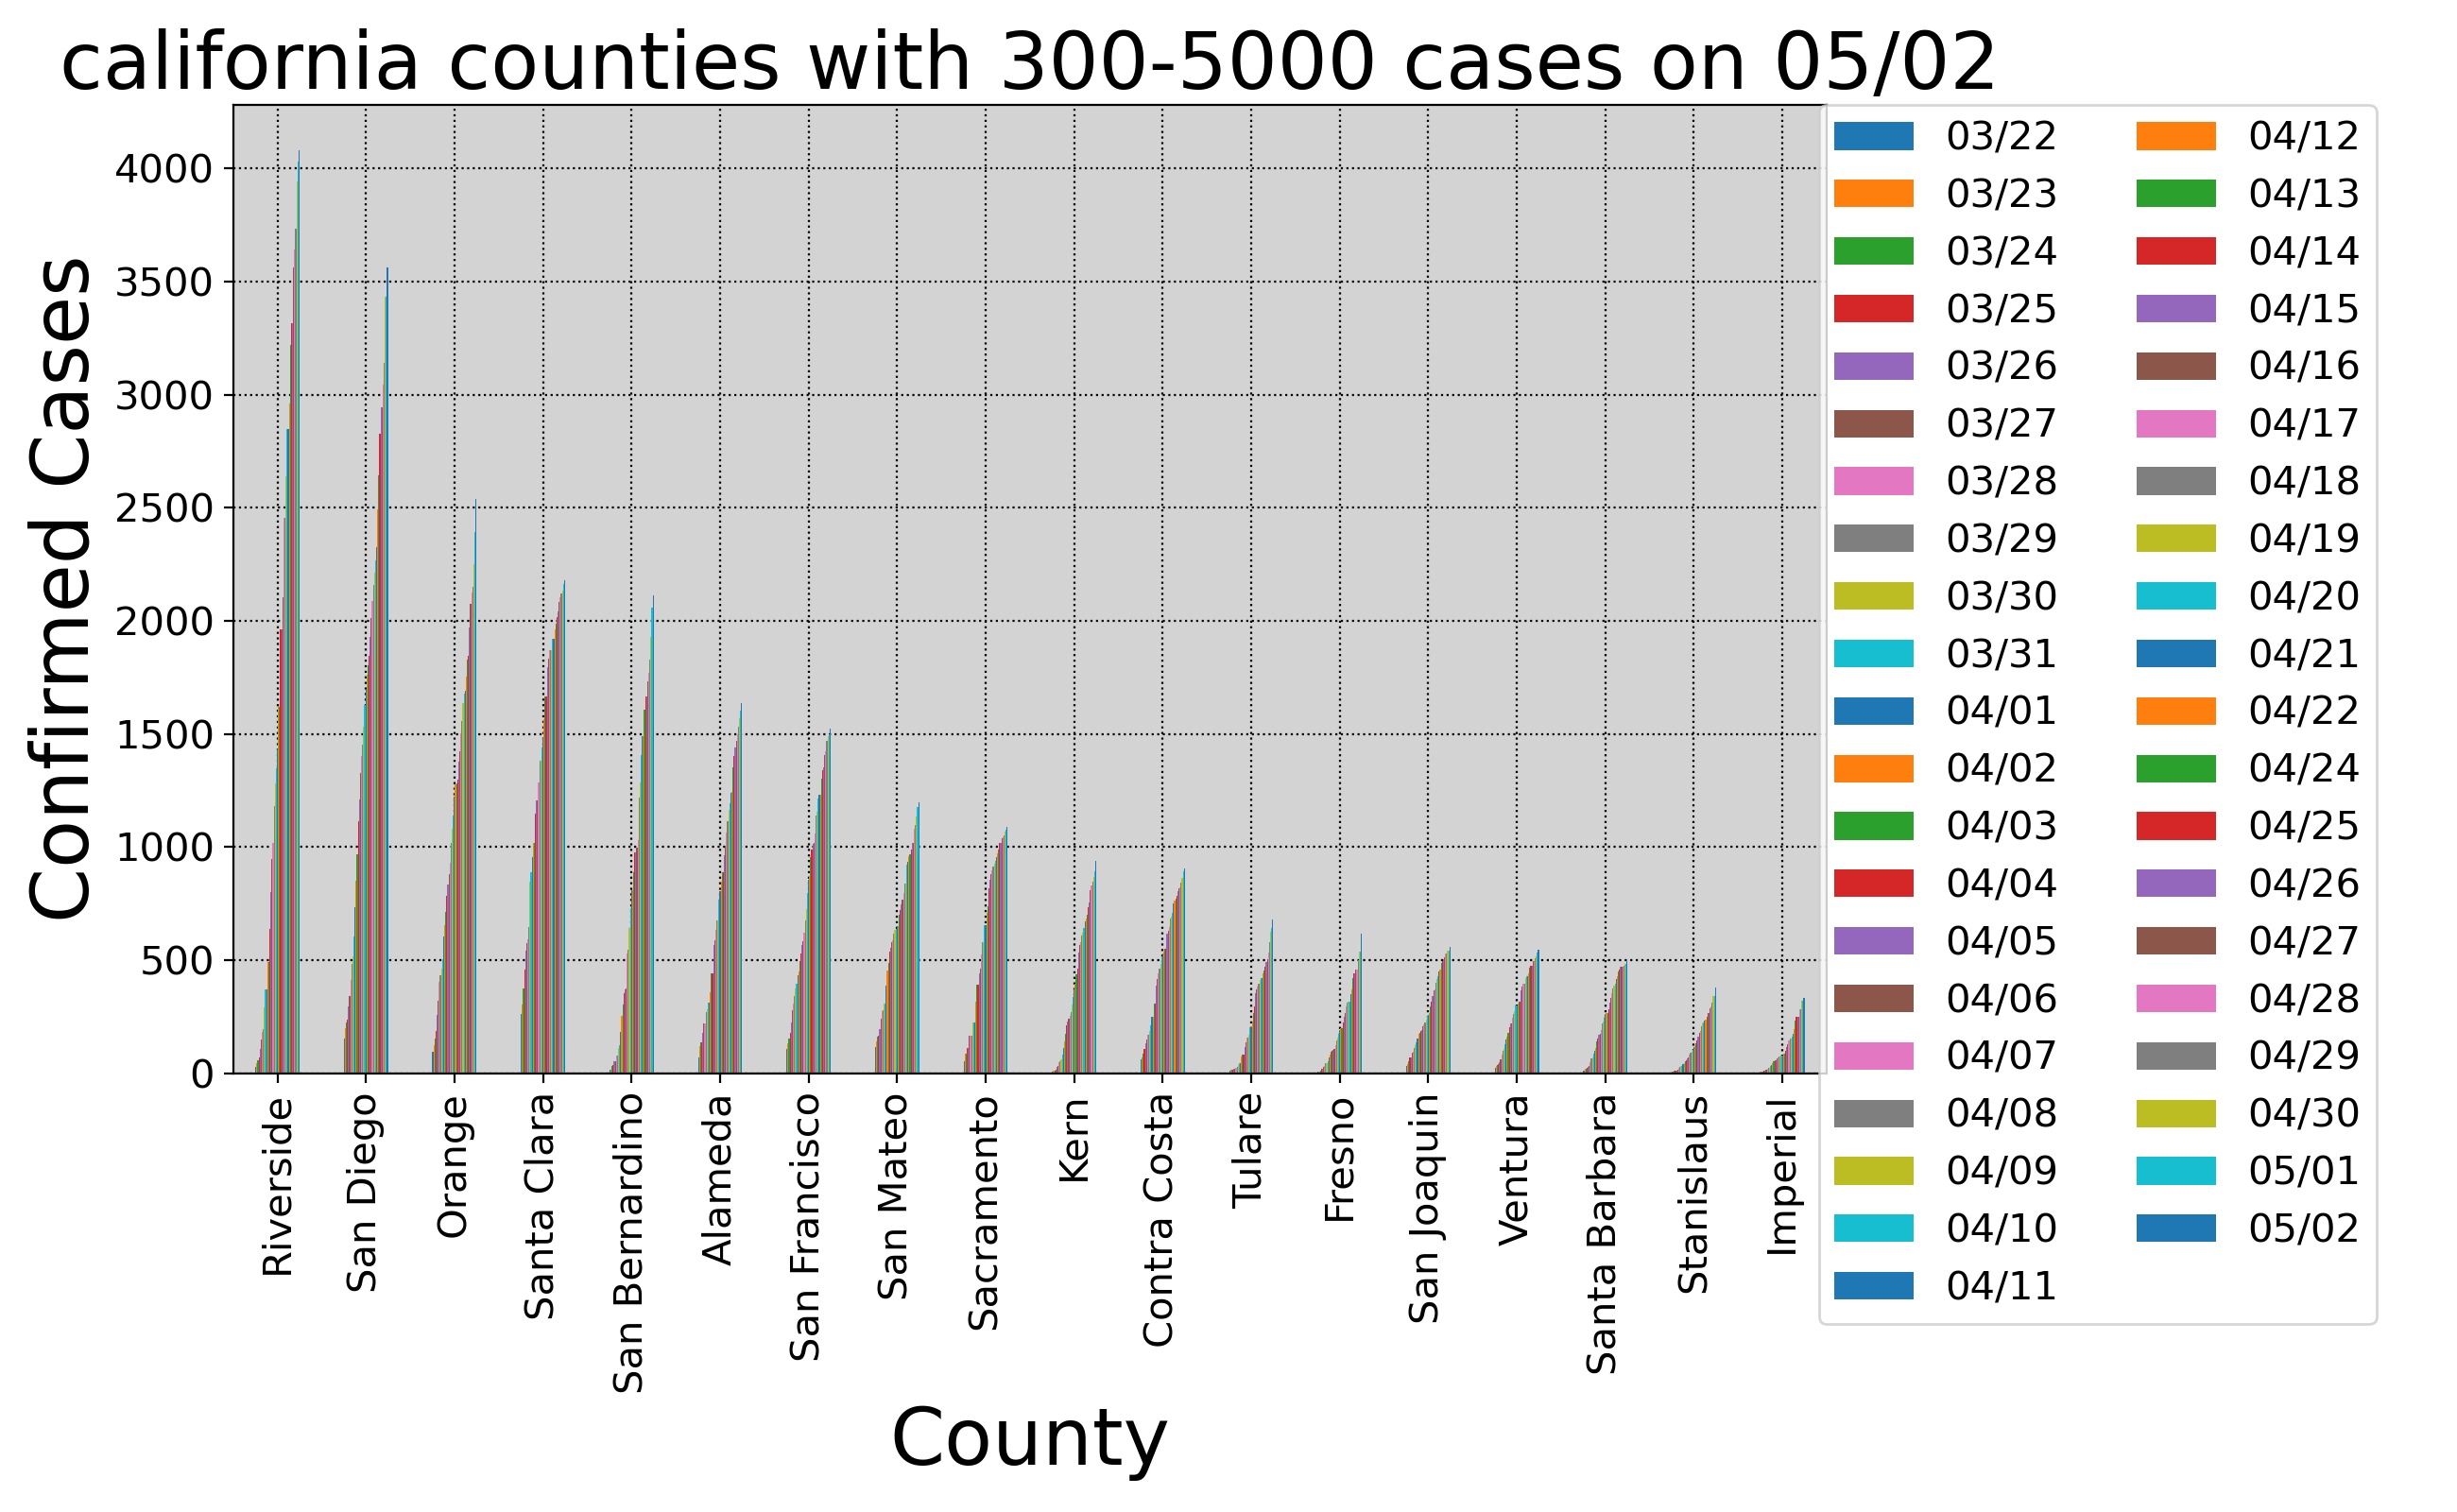 california counties with 300-5000 cases on 05/02
Confirmed Cases
4000
3500
3000
2500
2000
1500
1000
500
0
Riverside
San Diego
Orange
Santa Clara
San Bernardino
Alameda
San Francisco
San Mateo
Sacramento
Kern
Contra Costa
Tulare
Fresno
San Joaquin
Ventura
Santa Barbara
Stanislaus
Imperial
County
03/22
03/23
03/24
03/25
03/26
03/27
03/28
03/29
03/30
03/31
04/01
04/02
04/03
04/04
04/05
04/06
04/07
04/08
04/09
04/10
04/11
04/12
04/13
04/14
04/15
04/16
04/17
04/18
04/19
04/20
04/21
04/22
04/24
04/25
04/26
04/27
04/28
04/29
04/30
05/01
05/02